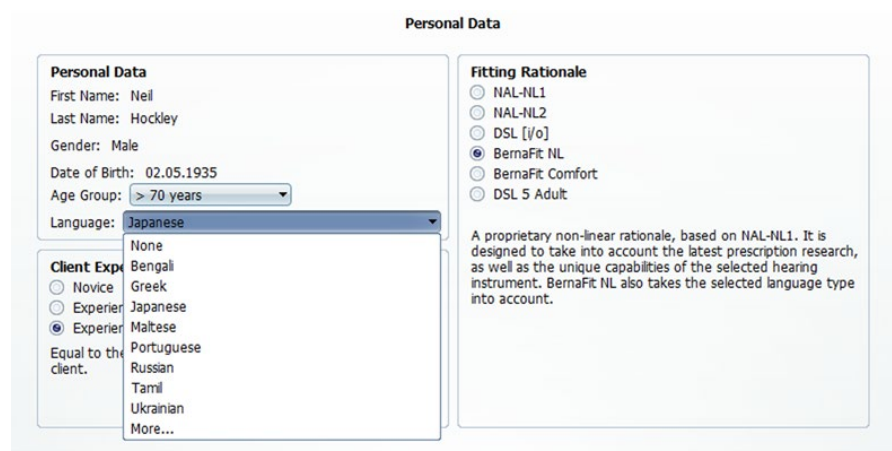 Personal Data
Personal Data
First Name: Neil
Last Name: Hockley
Gender: Male
Date of Birth: 02.05.1935
Age Group: > 70 years
Language: Japanese
None
Bengali
Greek
Japanese
Maltese
Portuguese
Russian
Tamil
Ukrainian
More...
Client Expe
Novice
Experien
Experien
Equal to the
client.
Fitting Rationale
NAL-NL1
NAL-NL2
DSL [i/o]
BernaFit NL
BernaFit Comfort
DSL 5 Adult
A proprietary non-linear rationale, based on NAL-NL1. It is
designed to take into account the latest prescription research,
as well as the unique capabilities of the selected hearing
instrument. BernaFit NL also takes the selected language type
into account.